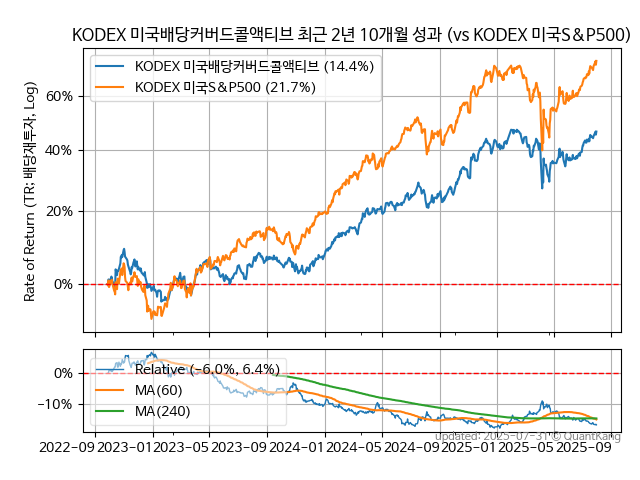 KODEX 미국배당커버드콜액티브 최근 2년 10개월 성과 (vs KODEX 미국S&P500)
Rate of Return (TR: 배당재투자, Log)
KODEX 미국배당커버드콜액티브 (14.4%)
KODEX 미국S&P500 (21.7%)
60%
40%
20%
0%
Relative (−6.0%, 6.4%)
MA(60)
MA(240)
0%
−10%
updated: 2025-07-31 © QuantKang
2022-09 2023-01 2023-05 2023-09 2024-01 2024-05 2024-09 2025-01 2025-05 2025-09